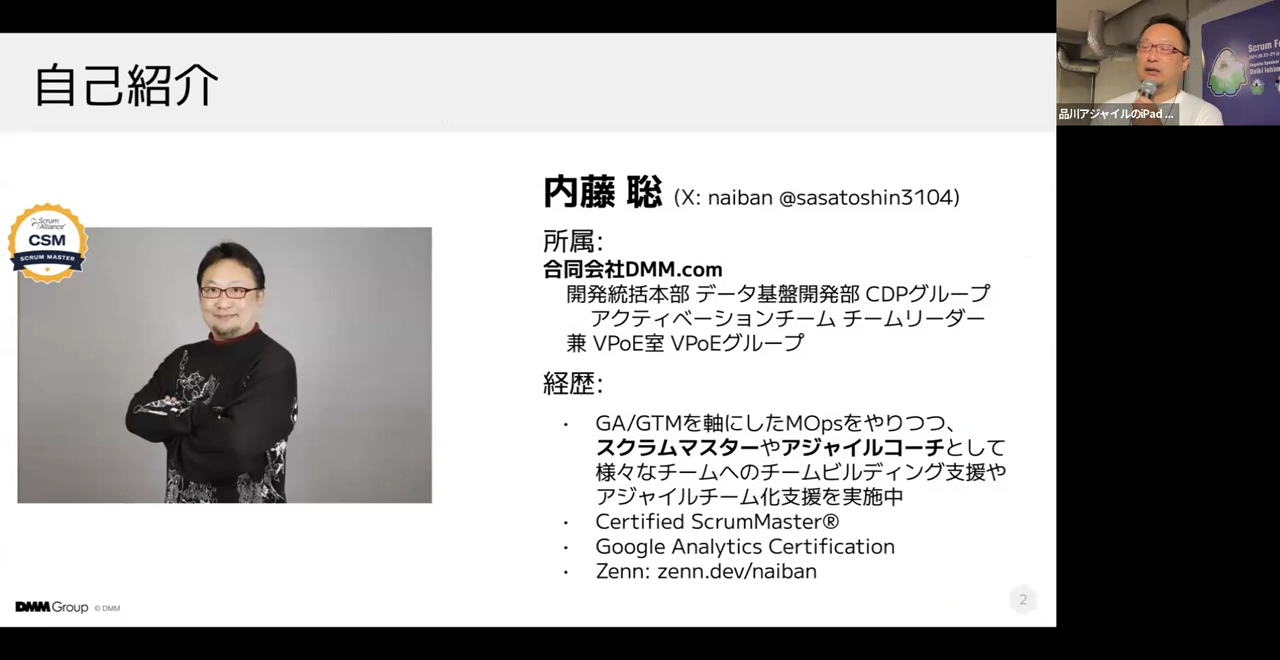 自己紹介
Scrum Alliance®
CSM
SCRUM MASTER
内藤 聡 (X: naiban @sasatoshin3104)
所属:
合同会社DMM.com
開発統括本部 データ基盤開発部 CDPグループ
アクティベーションチーム チームリーダー
兼 VPoE室 VPoEグループ
経歴:
・ GA/GTMを軸にしたMOpsをやりつつ、
スクラムマスターやアジャイルコーチとして
様々なチームへのチームビルディング支援や
アジャイルチーム化支援を実施中
・ Certified ScrumMaster®
・ Google Analytics Certification
・ Zenn: zenn.dev/naiban
DMM Group © DMM
2
品川アジャイルのiPad ...
Scrum